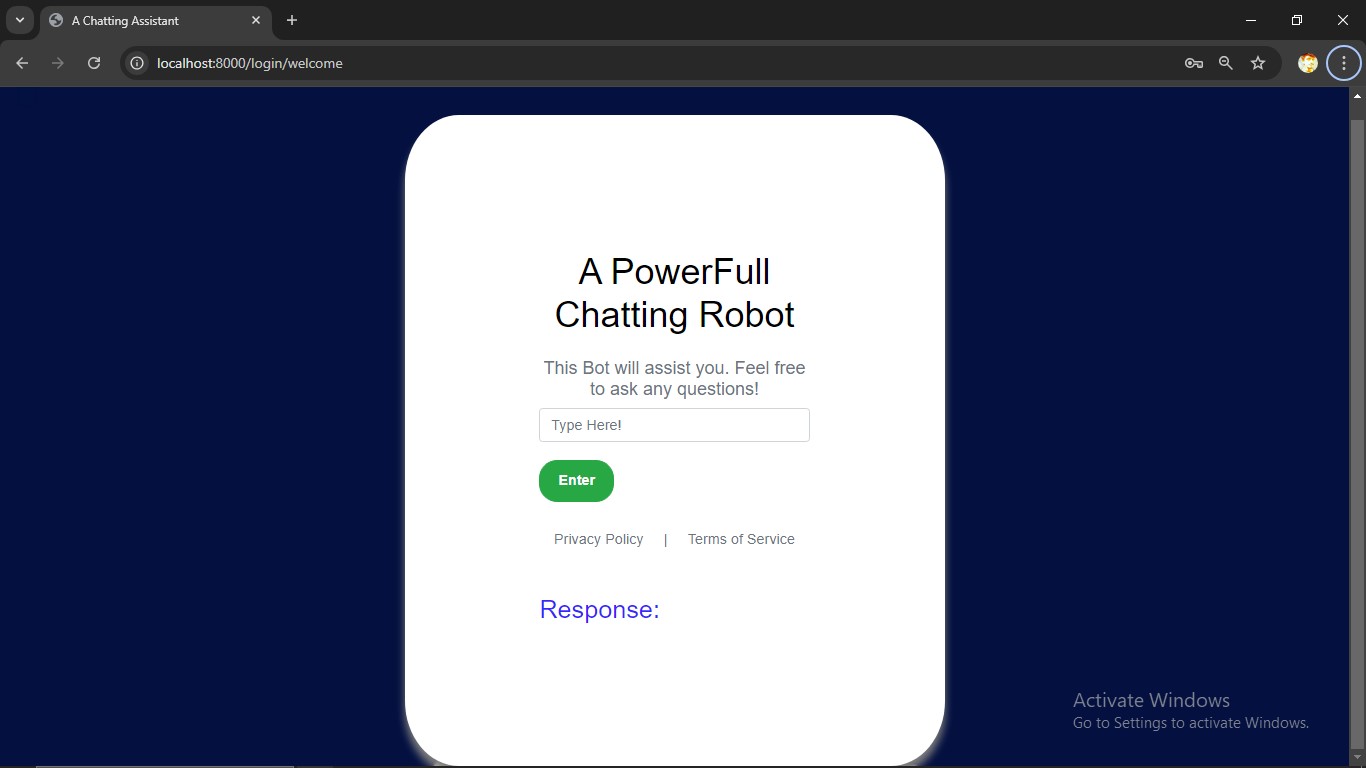 A Chatting Assistant
localhost:8000/login/welcome
A PowerFull
Chatting Robot
This Bot will assist you. Feel free
to ask any questions!
Type Here!
Enter
Privacy Policy | Terms of Service
Response:
Activate Windows
Go to Settings to activate Windows.